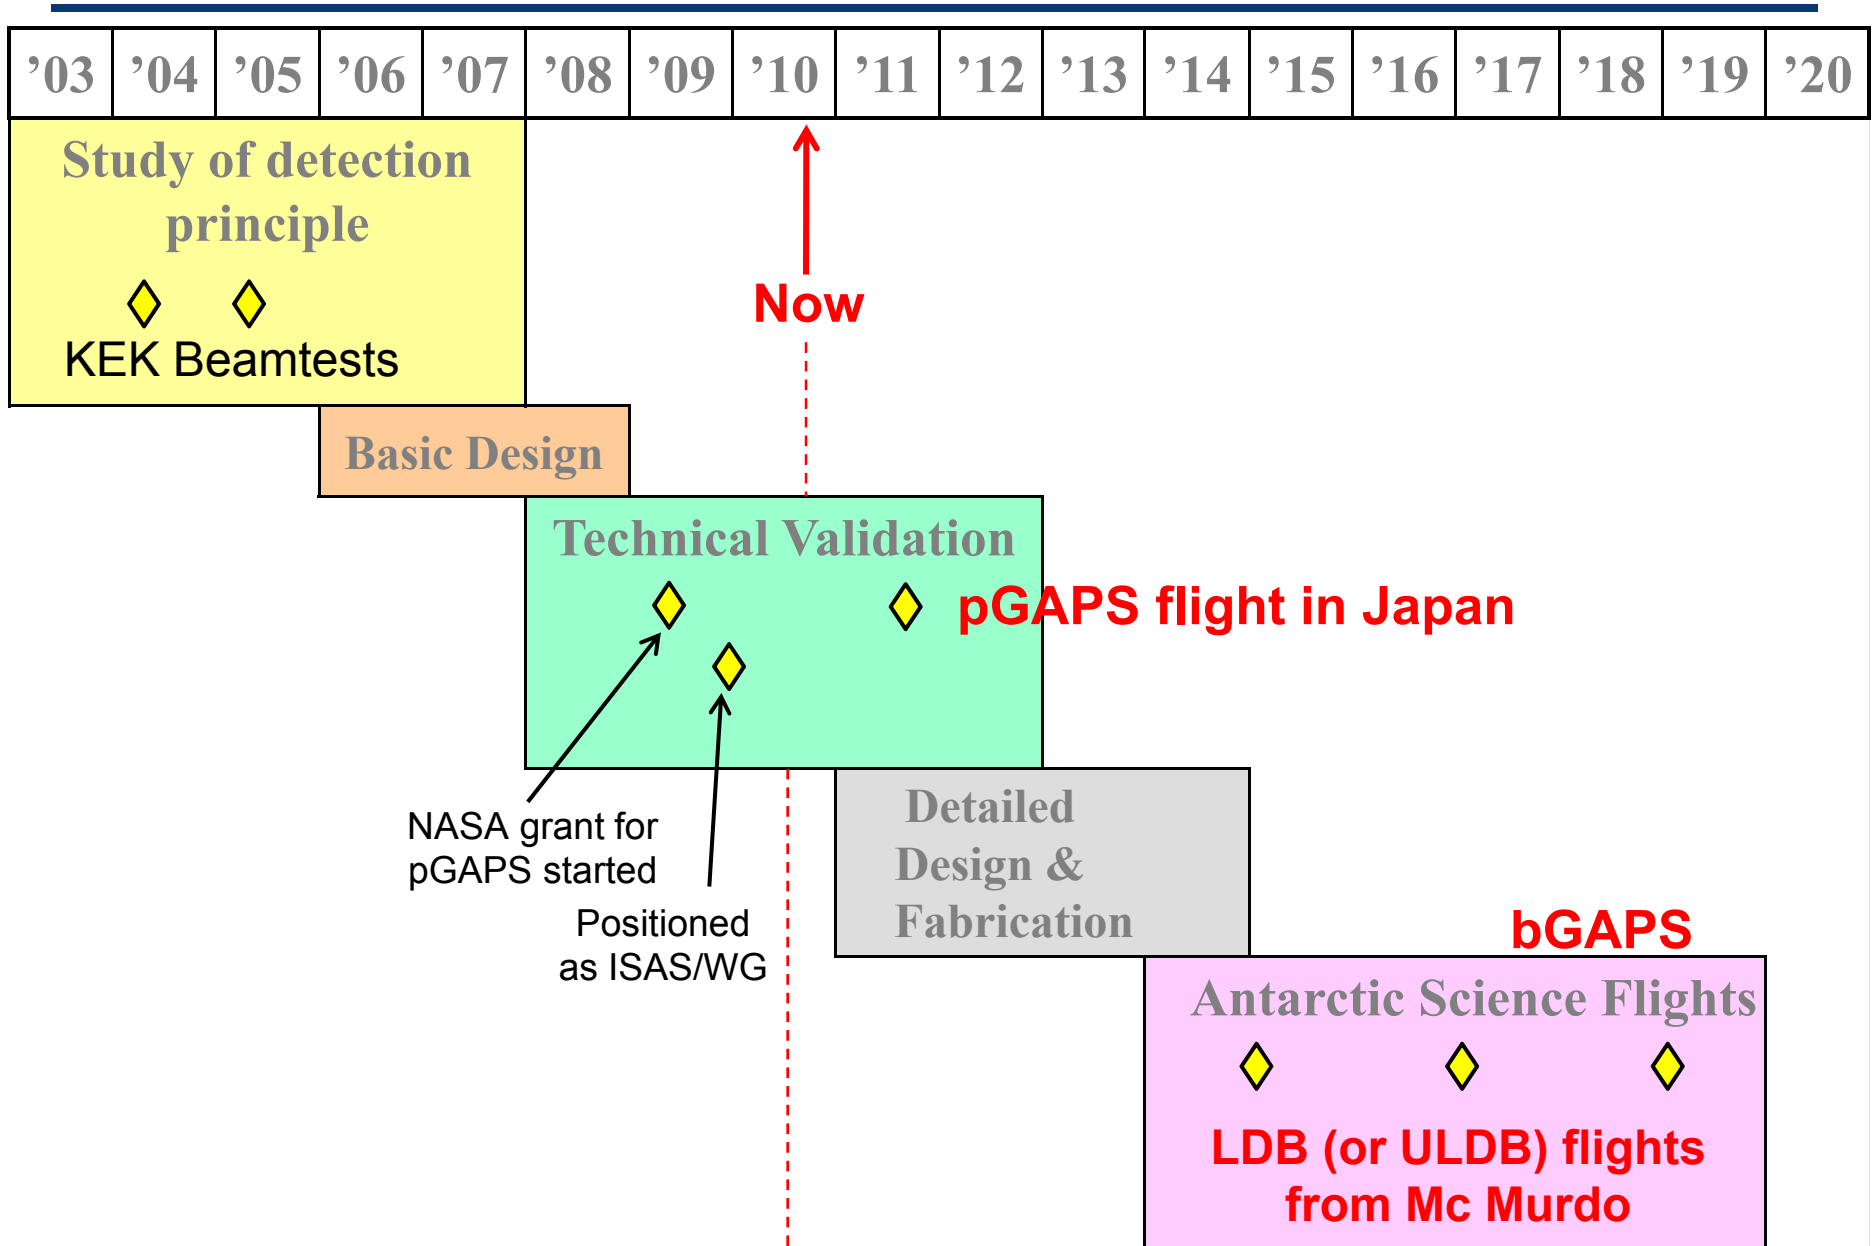 ’03 ’04 ’05 ’06 ’07 ’08 ’09 ’10 ’11 ’12 ’13 ’14 ’15 ’16 ’17 ’18 ’19 ’20
Study of detection
principle
KEK Beamtests
Now
Basic Design
Technical Validation
pGAPS flight in Japan
NASA grant for
pGAPS started
Positioned
as ISAS/WG
Detailed
Design &
Fabrication
bGAPS
Antarctic Science Flights
LDB (or ULDB) flights
from Mc Murdo